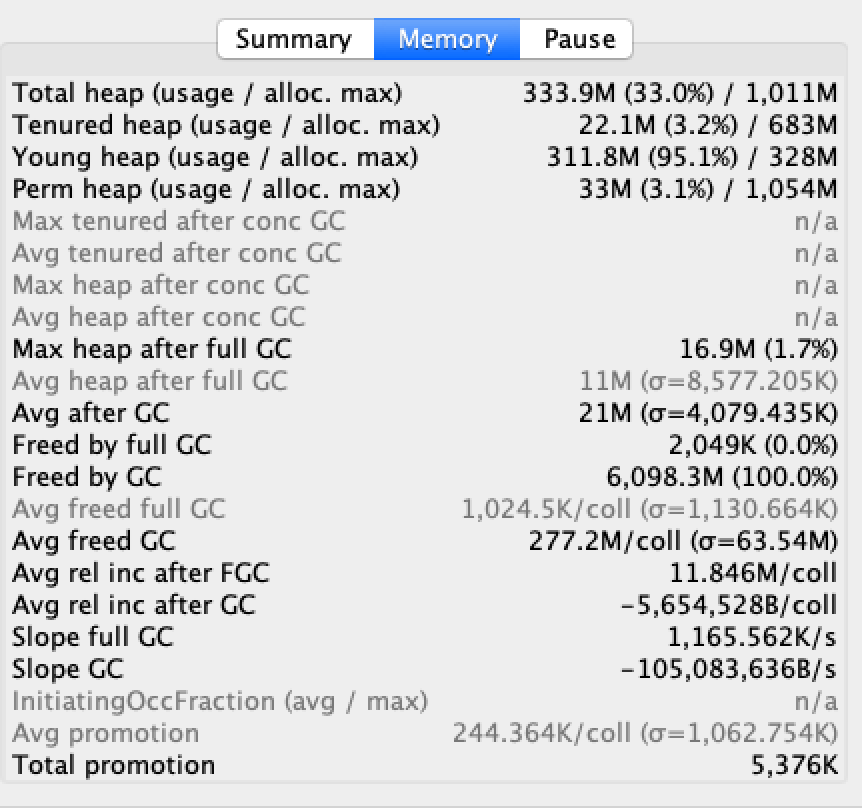 Summary Memory Pause
Total heap (usage / alloc. max) 333.9M (33.0%) / 1,011M
Tenured heap (usage / alloc. max) 22.1M (3.2%) / 683M
Young heap (usage / alloc. max) 311.8M (95.1%) / 328M
Perm heap (usage / alloc. max) 33M (3.1%) / 1,054M
Max tenured after conc GC n/a
Avg tenured after conc GC n/a
Max heap after conc GC n/a
Avg heap after conc GC n/a
Max heap after full GC 16.9M (1.7%)
Avg heap after full GC 11M (σ=8,577.205K)
Avg after GC 21M (σ=4,079.435K)
Freed by full GC 2,049K (0.0%)
Freed by GC 6,098.3M (100.0%)
Avg freed full GC 1,024.5K/coll (σ=1,130.664K)
Avg freed GC 277.2M/coll (σ=63.54M)
Avg rel inc after FGC 11.846M/coll
Avg rel inc after GC −5,654,528B/coll
Slope full GC 1,165.562K/s
Slope GC −105,083,636B/s
InitiatingOccFraction (avg / max) n/a
Avg promotion 244.364K/coll (σ=1,062.754K)
Total promotion 5,376K